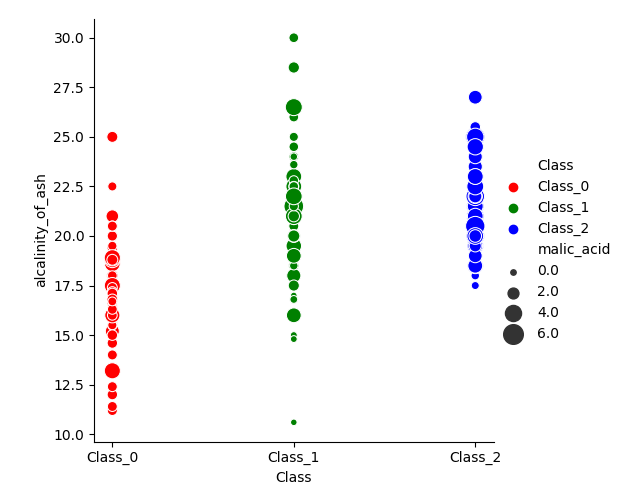 30.0
27.5
25.0
22.5
20.0
17.5
15.0
12.5
10.0
alcalinity_of_ash
Class_0 Class_1 Class_2
Class
Class
Class_0
Class_1
Class_2
malic_acid
0.0
2.0
4.0
6.0